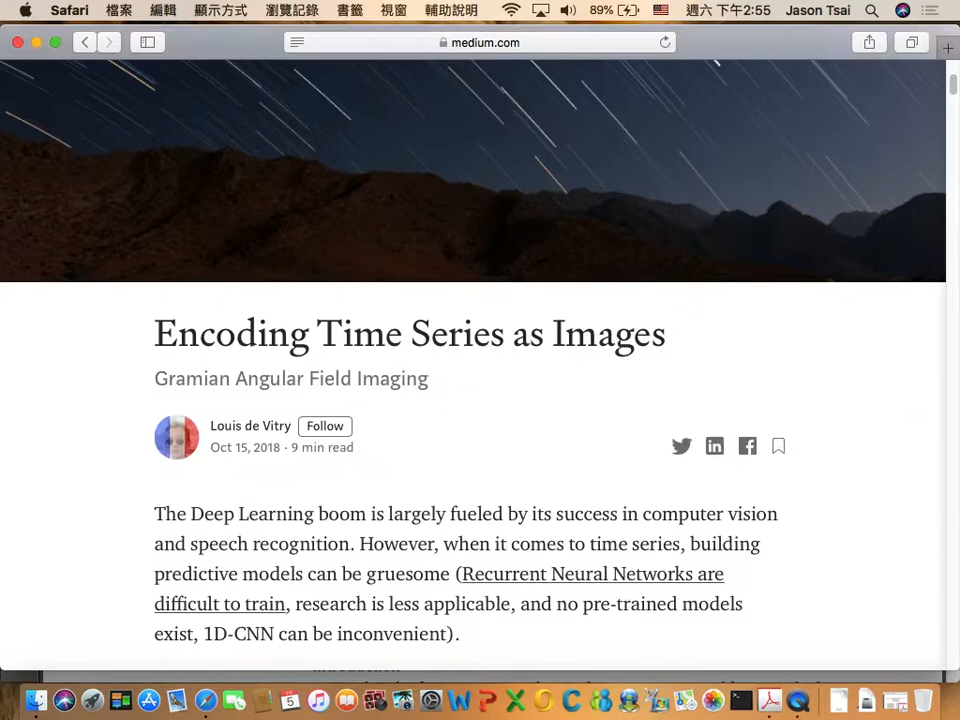 Safari 檔案 編輯 顯示方式 瀏覽記錄 書籤 視窗 輔助說明 89% 週六 下午2:55 Jason Tsai
medium.com
Encoding Time Series as Images
Gramian Angular Field Imaging
Louis de Vitry Follow
Oct 15, 2018 · 9 min read
The Deep Learning boom is largely fueled by its success in computer vision
and speech recognition. However, when it comes to time series, building
predictive models can be gruesome (Recurrent Neural Networks are
difficult to train, research is less applicable, and no pre-trained models
exist, 1D-CNN can be inconvenient).
5